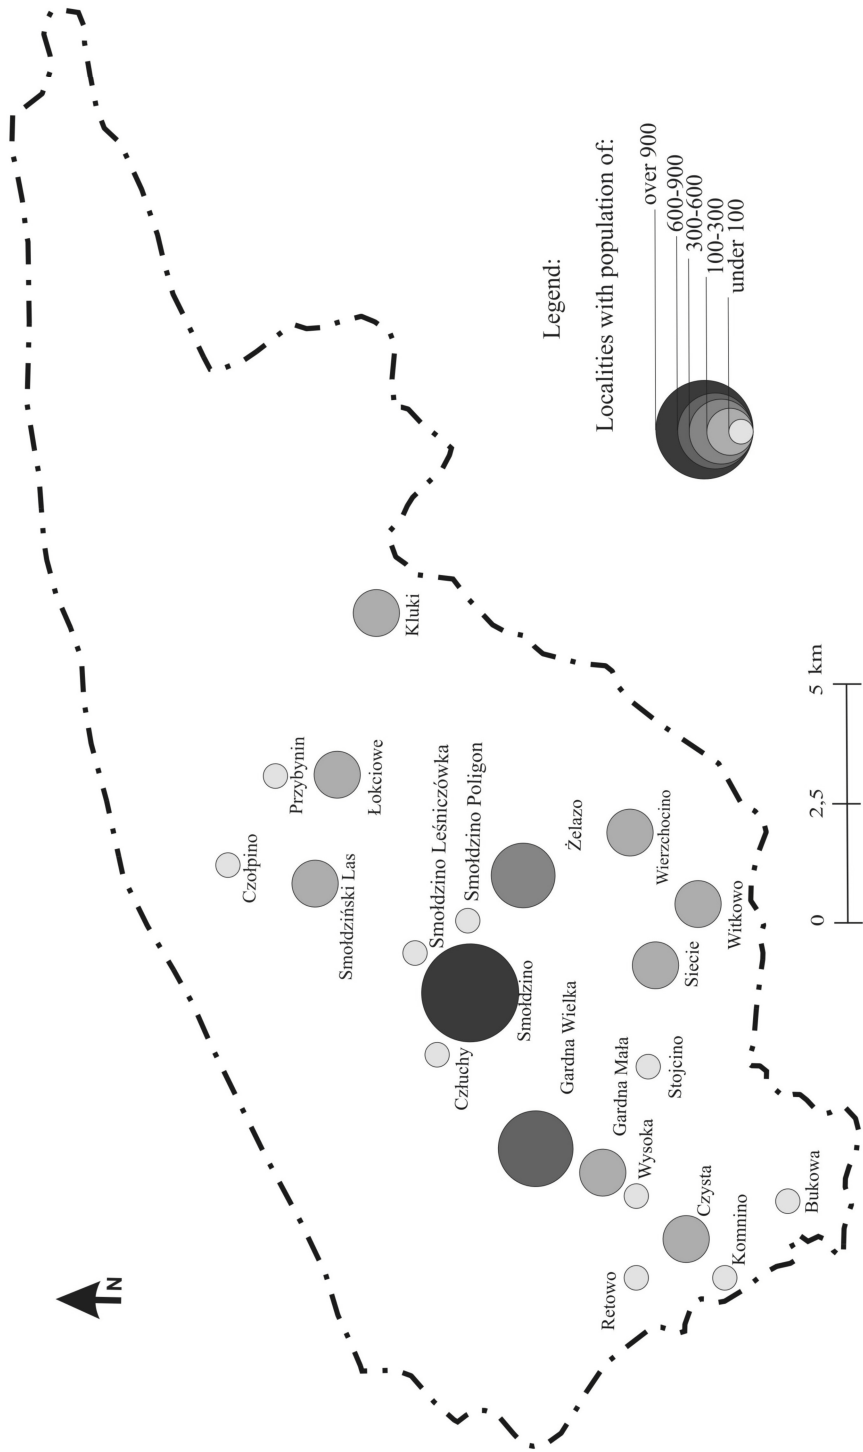 N
Czołpino
Przybynin
Smołdziński Las
Łokciowe
Kluki
Smołdzino Leśniczówka
Człuchy
Smołdzino Poligon
Smołdzino
Gardna Wielka
Żelazo
Retowo
Gardna Mała
Wysoka
Wierzchocino
Stojcino
Siecie
Czysta
Witkowo
Komnino
Bukowa
Legend:
Localities with population of:
over 900
600-900
300-600
100-300
under 100
0 2,5 5 km